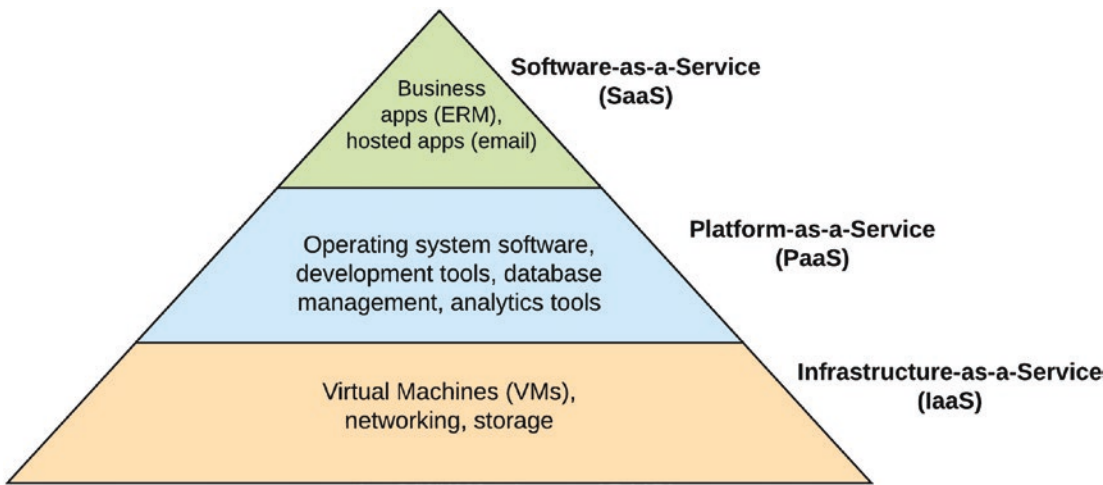 Business
apps (ERM),
hosted apps (email)
Software-as-a-Service
(SaaS)
Operating system software,
development tools, database
management, analytics tools
Platform-as-a-Service
(PaaS)
Virtual Machines (VMs),
networking, storage
Infrastructure-as-a-Service
(IaaS)